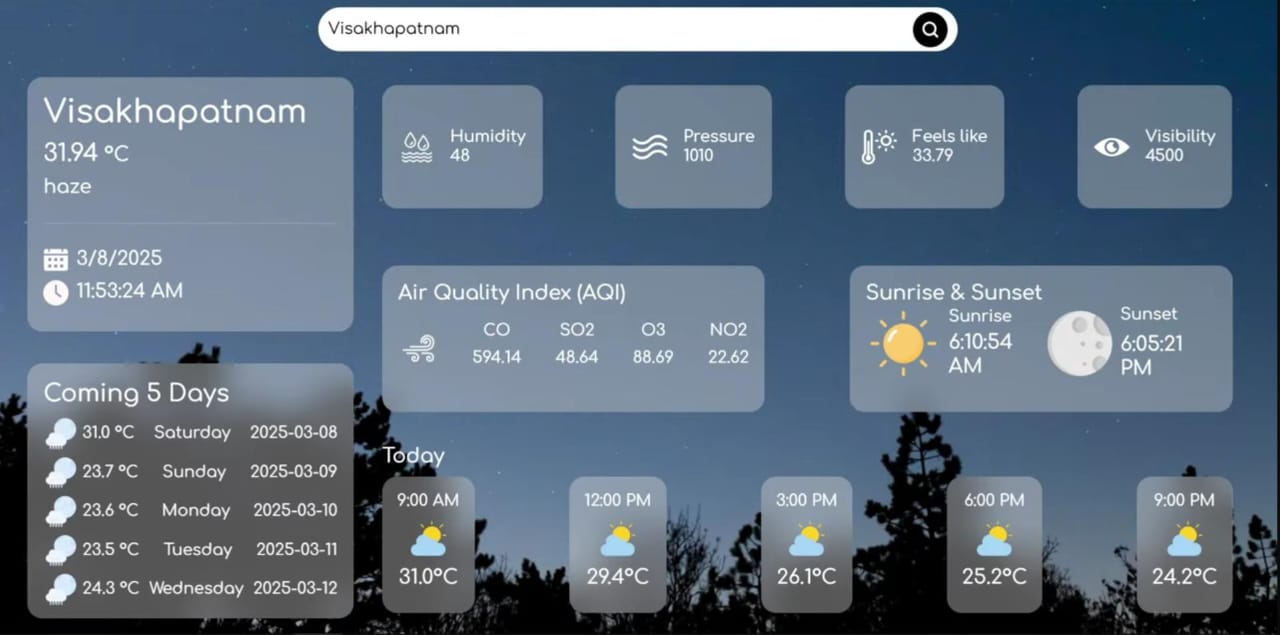 Visakhapatnam
Visakhapatnam
31.94 °C
haze
3/8/2025
11:53:24 AM
Humidity
48
Pressure
1010
Feels like
33.79
Visibility
4500
Air Quality Index (AQI)
CO SO2 O3 NO2
594.14 48.64 88.69 22.62
Sunrise & Sunset
Sunrise
6:10:54
AM
Sunset
6:05:21
PM
Coming 5 Days
31.0 °C Saturday 2025-03-08
23.7 °C Sunday 2025-03-09
23.6 °C Monday 2025-03-10
23.5 °C Tuesday 2025-03-11
24.3 °C Wednesday 2025-03-12
Today
9:00 AM 12:00 PM 3:00 PM 6:00 PM 9:00 PM
31.0°C 29.4°C 26.1°C 25.2°C 24.2°C